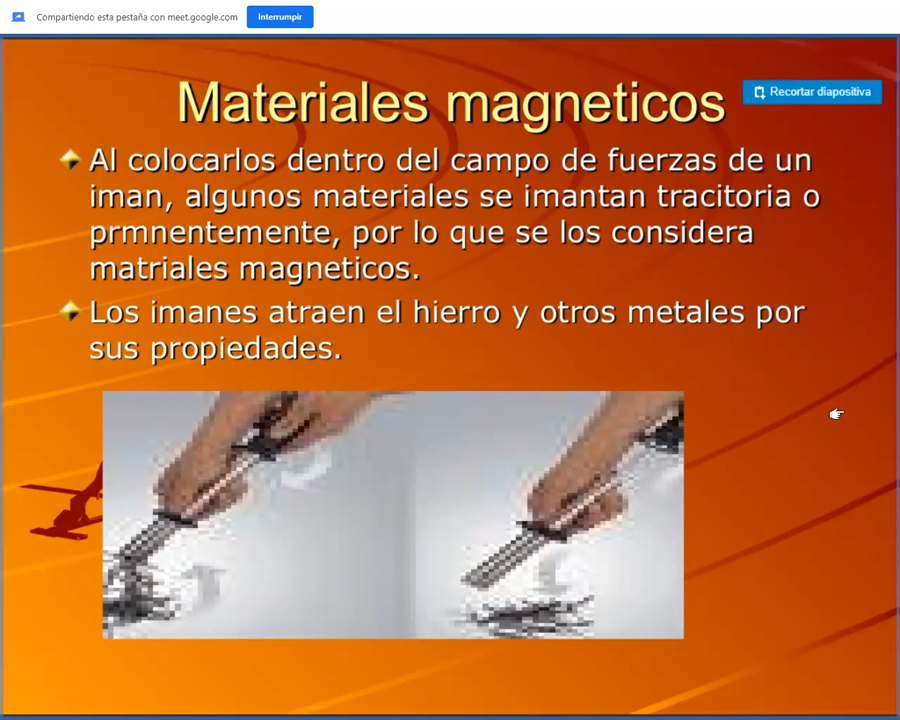 Compartiendo esta pestaña con meet.google.com Interrumpir
Materiales magneticos
Recortar diapositiva
Al colocarlos dentro del campo de fuerzas de un
iman, algunos materiales se imantan tracitoria o
prmnentemente, por lo que se los considera
matriales magneticos.
Los imanes atraen el hierro y otros metales por
sus propiedades.